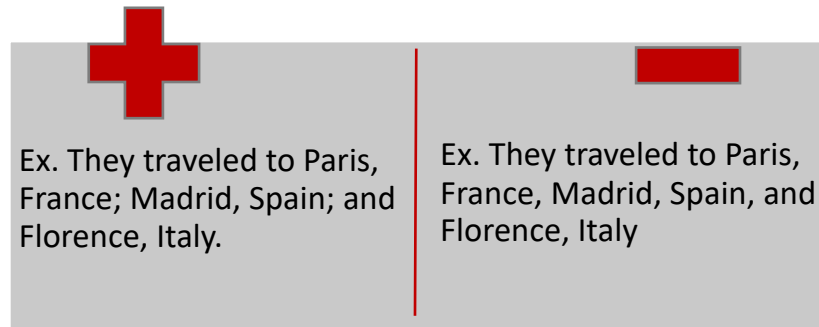 Ex. They traveled to Paris,
France; Madrid, Spain; and
Florence, Italy.
Ex. They traveled to Paris,
France, Madrid, Spain, and
Florence, Italy